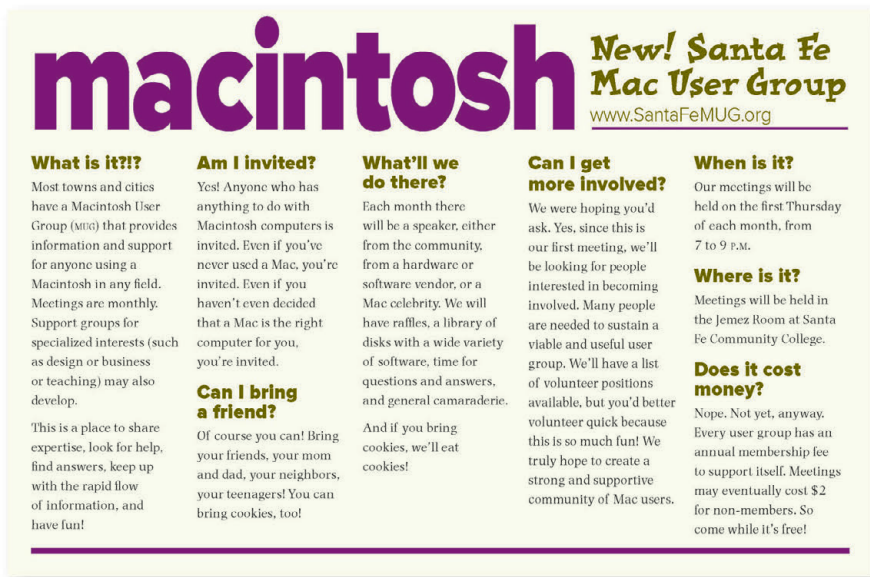 macintosh
New! Santa Fe
Mac User Group
www.SantaFeMUG.org
What is it?!?
Most towns and cities
have a Macintosh User
Group (MUG) that provides
information and support
for anyone using a
Macintosh in any field.
Meetings are monthly.
Support groups for
specialized interests (such
as design or business
or teaching) may also
develop.
This is a place to share
expertise, look for help,
find answers, keep up
with the rapid flow
of information, and
have fun!
Am I invited?
Yes! Anyone who has
anything to do with
Macintosh computers is
invited. Even if you've
never used a Mac, you're
invited. Even if you
haven't even decided
that a Mac is the right
computer for you,
you're invited.
Can I bring
a friend?
Of course you can! Bring
your friends, your mom
and dad, your neighbors,
your teenagers! You can
bring cookies, too!
What'll we
do there?
Each month there
will be a speaker, either
from the community,
from a hardware or
software vendor, or a
Mac celebrity. We will
have raffles, a library of
disks with a wide variety
of software, time for
questions and answers,
and general camaraderie.
And if you bring
cookies, we'll eat
cookies!
Can I get
more involved?
We were hoping you'd
ask. Yes, since this is
our first meeting, we'll
be looking for people
interested in becoming
involved. Many people
are needed to sustain a
viable and useful user
group. We'll have a list
of volunteer positions
available, but you'd better
volunteer quick because
this is so much fun! We
truly hope to create a
strong and supportive
community of Mac users.
When is it?
Our meetings will be
held on the first Thursday
of each month, from
7 to 9 P.M.
Where is it?
Meetings will be held in
the Jemez Room at Santa
Fe Community College.
Does it cost
money?
Nope. Not yet, anyway.
Every user group has an
annual membership fee
to support itself. Meetings
may eventually cost $2
for non-members. So
come while it's free!